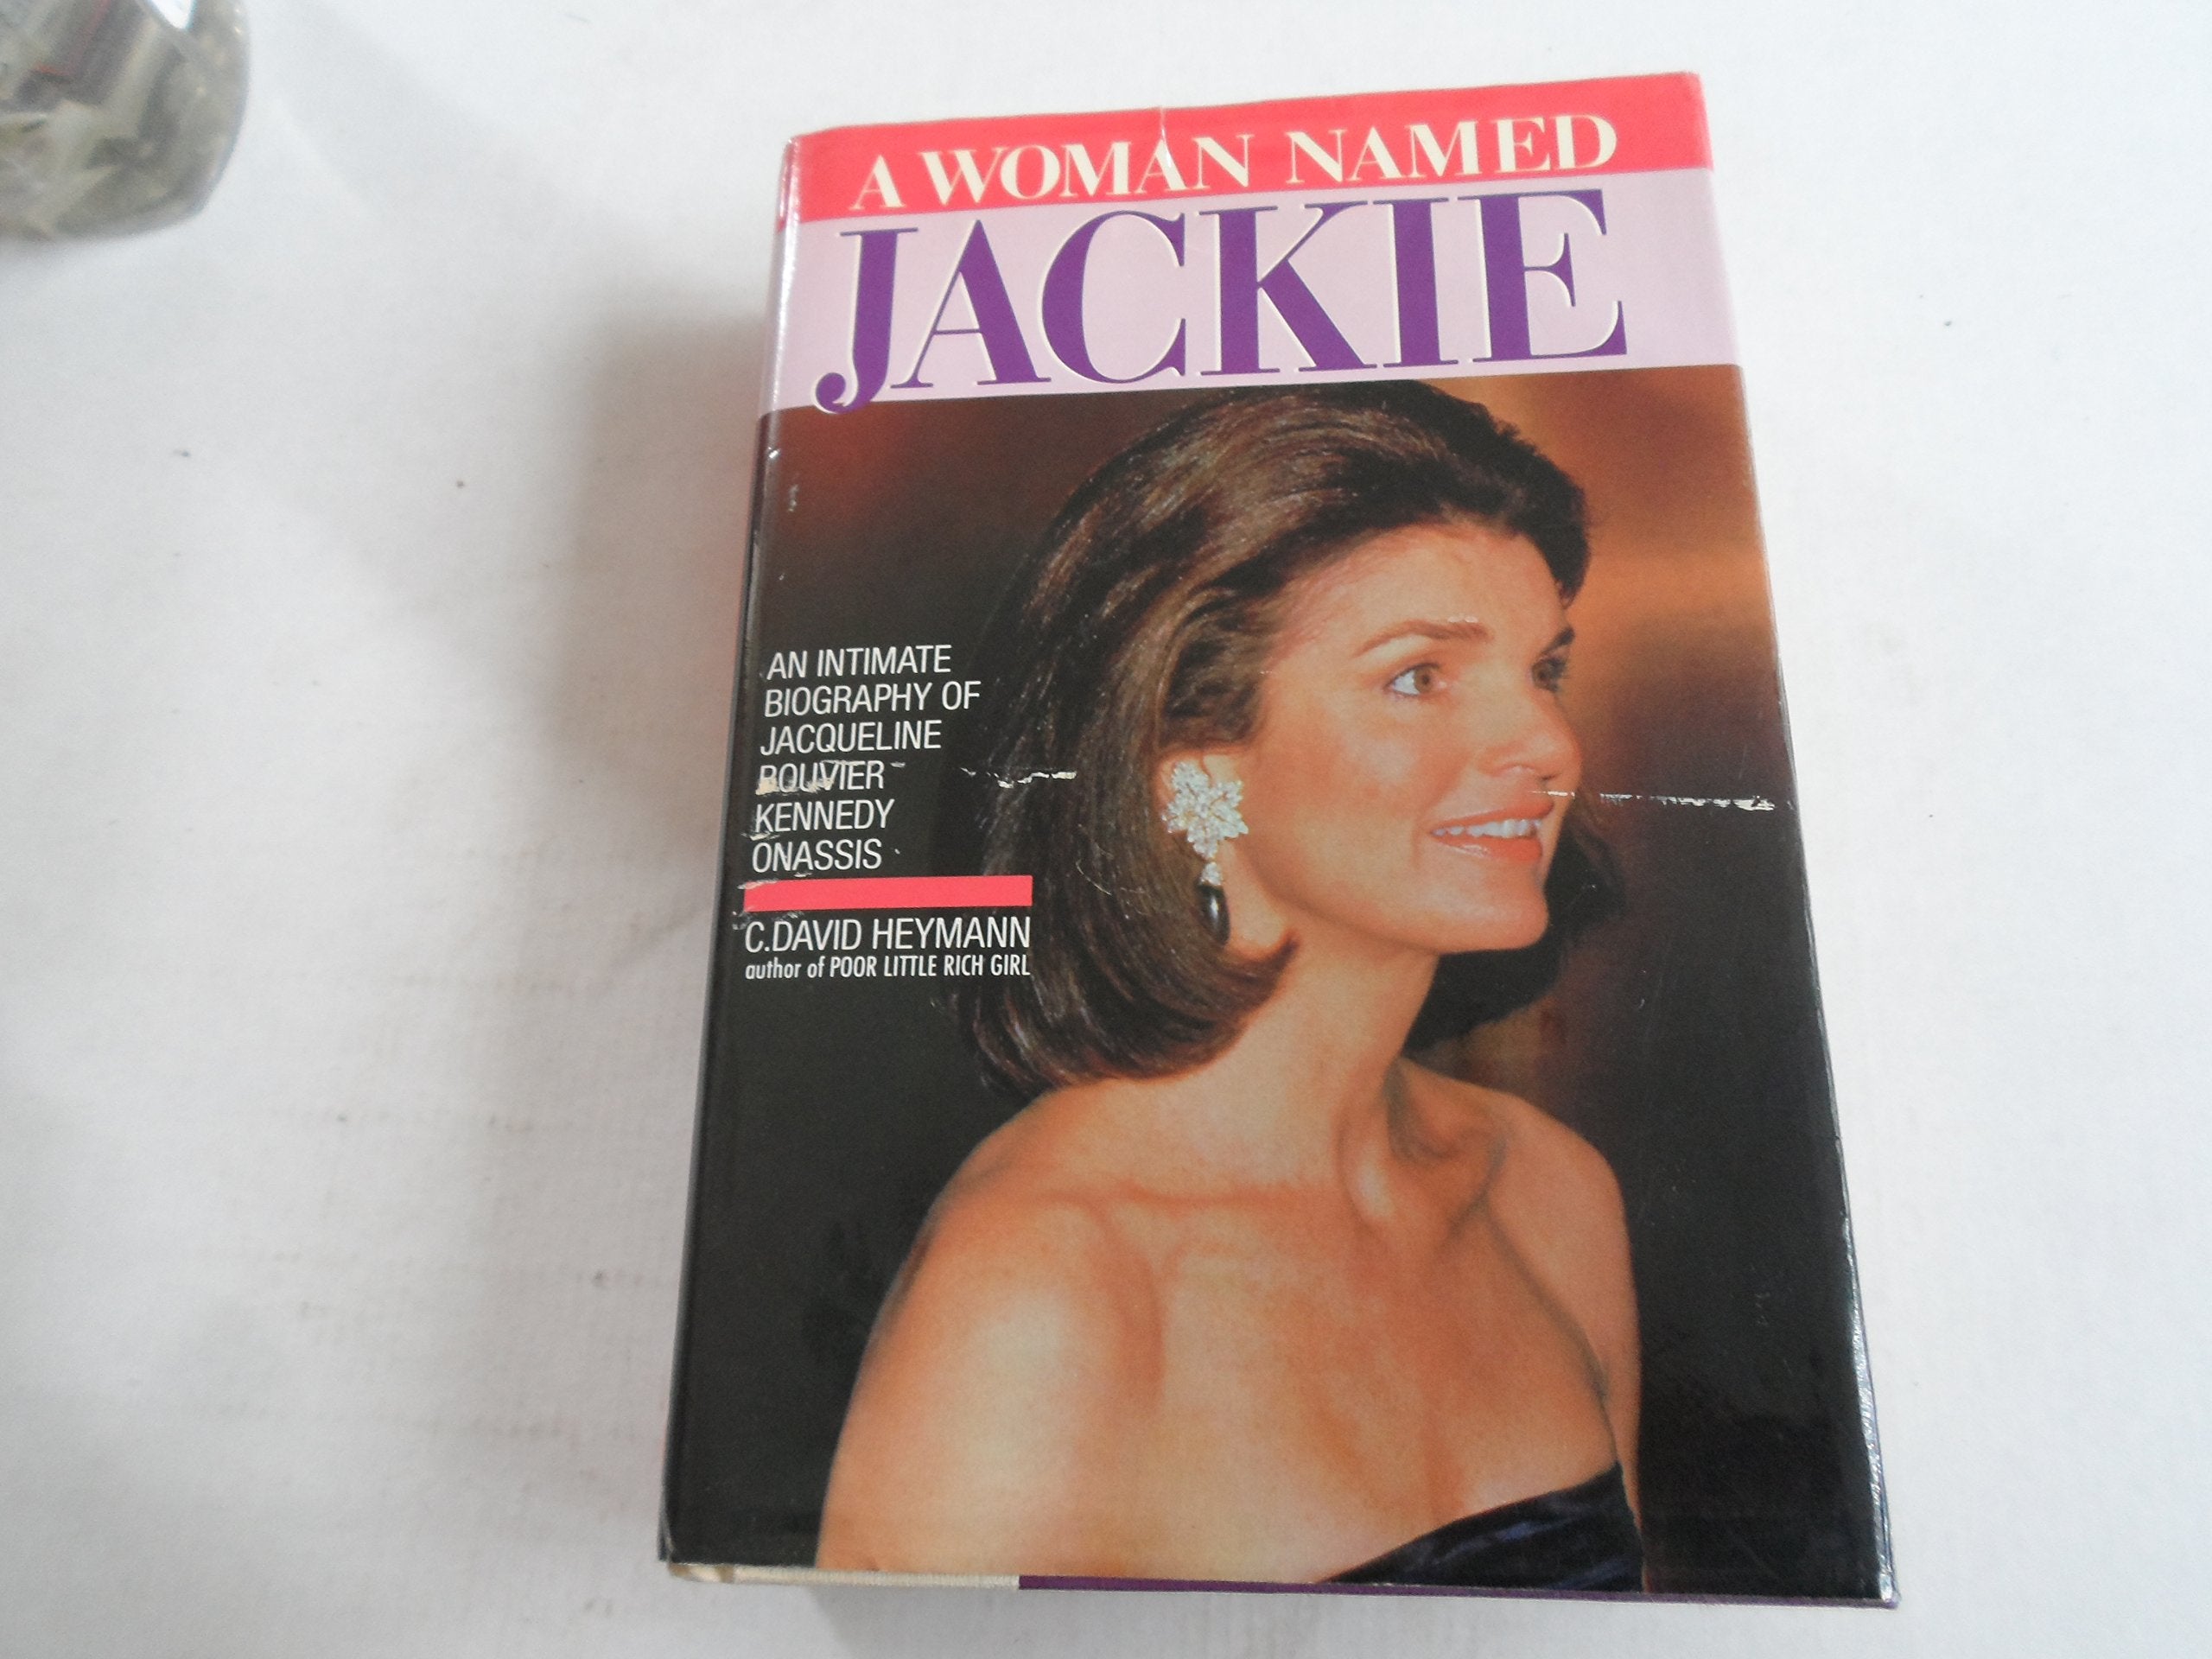 A WOMAN NAMED
JACKIE
AN INTIMATE
BIOGRAPHY OF
JACQUELINE
BOUVIER
KENNEDY
ONASSIS
C.DAVID HEYMANN
author of POOR LITTLE RICH GIRL